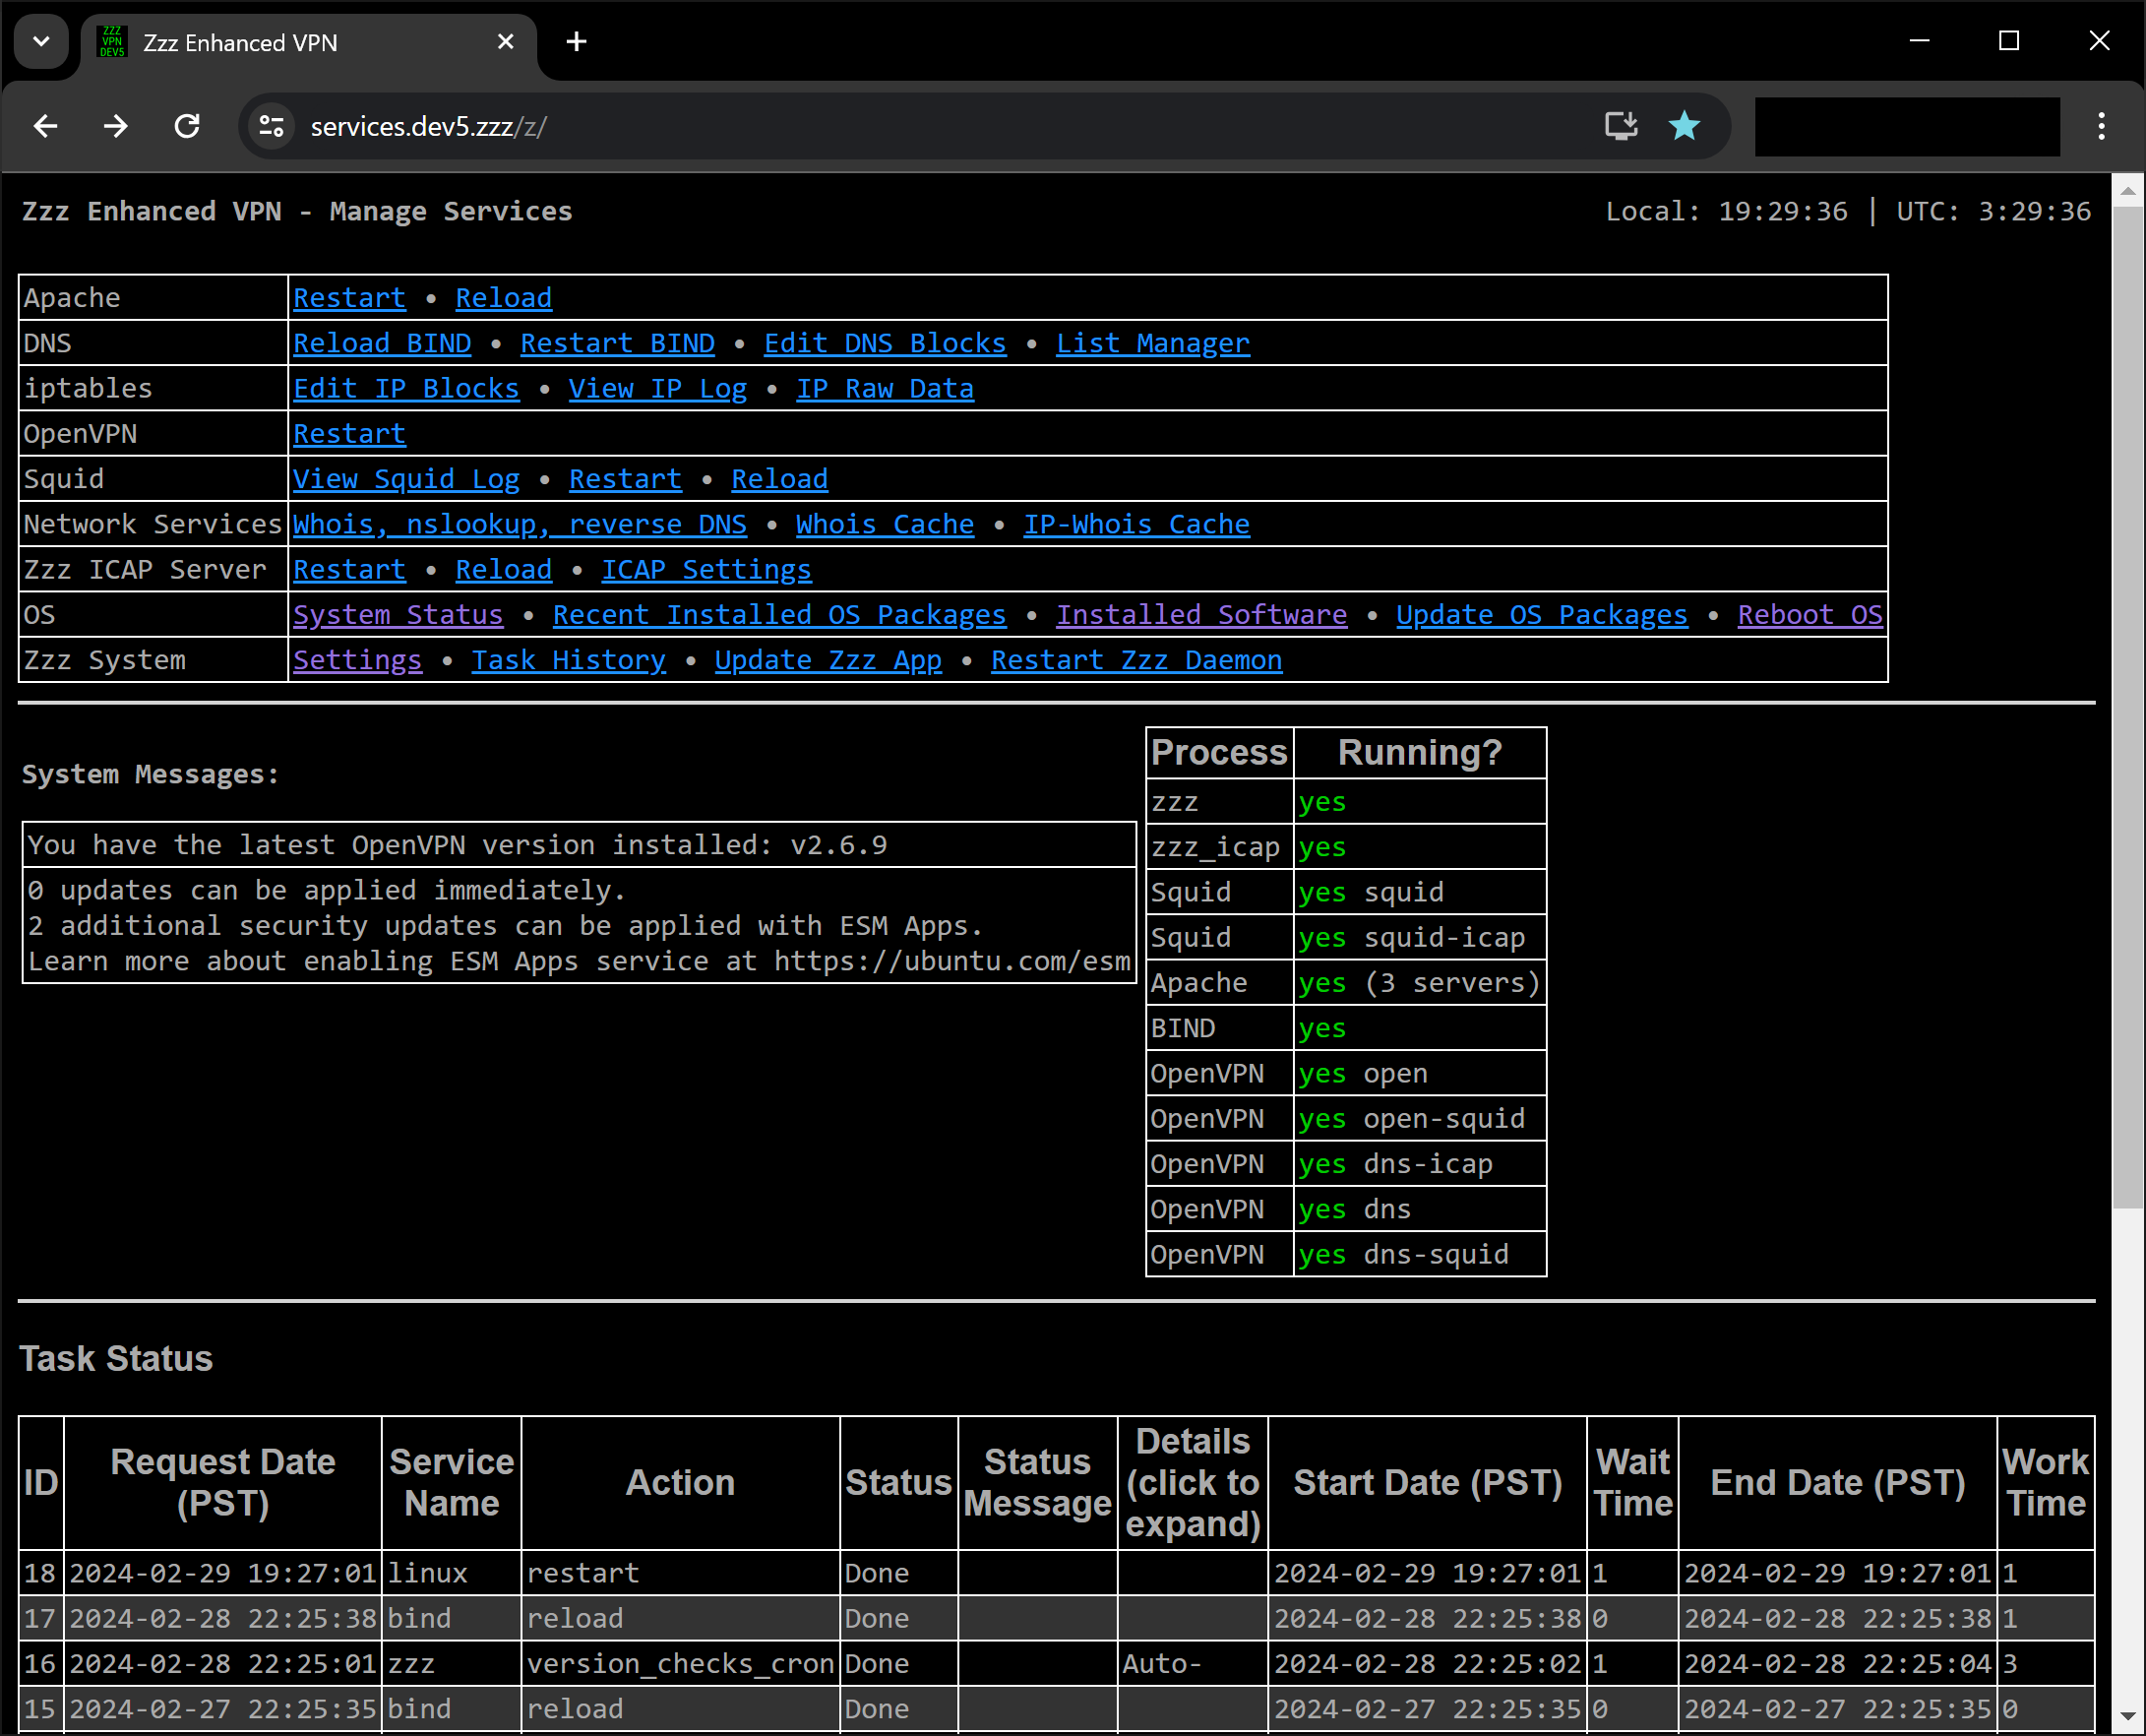 ZZZ
VPN
DEV5
Zzz Enhanced VPN
services.dev5.zzz/z/
Zzz Enhanced VPN - Manage Services
Local: 19:29:36 | UTC: 3:29:36
Apache Restart • Reload
DNS Reload BIND • Restart BIND • Edit DNS Blocks • List Manager
iptables Edit IP Blocks • View IP Log • IP Raw Data
OpenVPN Restart
Squid View Squid Log • Restart • Reload
Network Services Whois, nslookup, reverse DNS • Whois Cache • IP-Whois Cache
Zzz ICAP Server Restart • Reload • ICAP Settings
OS System Status • Recent Installed OS Packages • Installed Software • Update OS Packages • Reboot OS
Zzz System Settings • Task History • Update Zzz App • Restart Zzz Daemon
System Messages:
You have the latest OpenVPN version installed: v2.6.9
0 updates can be applied immediately.
2 additional security updates can be applied with ESM Apps.
Learn more about enabling ESM Apps service at https://ubuntu.com/esm
Process Running?
zzz yes
zzz_icap yes
Squid yes squid
Squid yes squid-icap
Apache yes (3 servers)
BIND yes
OpenVPN yes open
OpenVPN yes open-squid
OpenVPN yes dns-icap
OpenVPN yes dns
OpenVPN yes dns-squid
Task Status
ID
Request Date
(PST)
Service
Name
Action
Status
Status
Message
Details
(click to
expand)
Start Date (PST)
Wait
Time
End Date (PST)
Work
Time
18 2024-02-29 19:27:01 linux restart Done 2024-02-29 19:27:01 1 2024-02-29 19:27:01 1
17 2024-02-28 22:25:38 bind reload Done 2024-02-28 22:25:38 0 2024-02-28 22:25:38 1
16 2024-02-28 22:25:01 zzz version_checks_cron Done Auto- 2024-02-28 22:25:02 1 2024-02-28 22:25:04 3
15 2024-02-27 22:25:35 bind reload Done 2024-02-27 22:25:35 0 2024-02-27 22:25:35 0